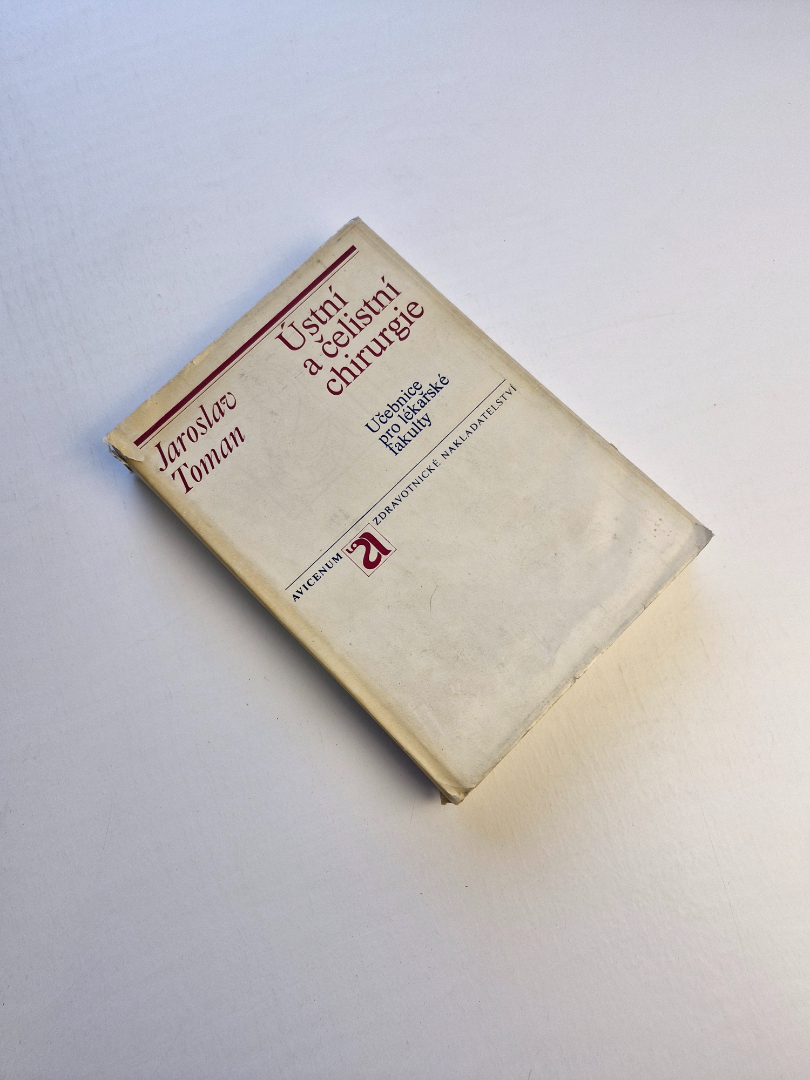 Jaroslav
Toman
Ústní
a čelistní
chirurgie
Učebnice
pro lékařské
fakulty
AVICENUM ZDRAVOTNICKÉ NAKLADATELSTVÍ